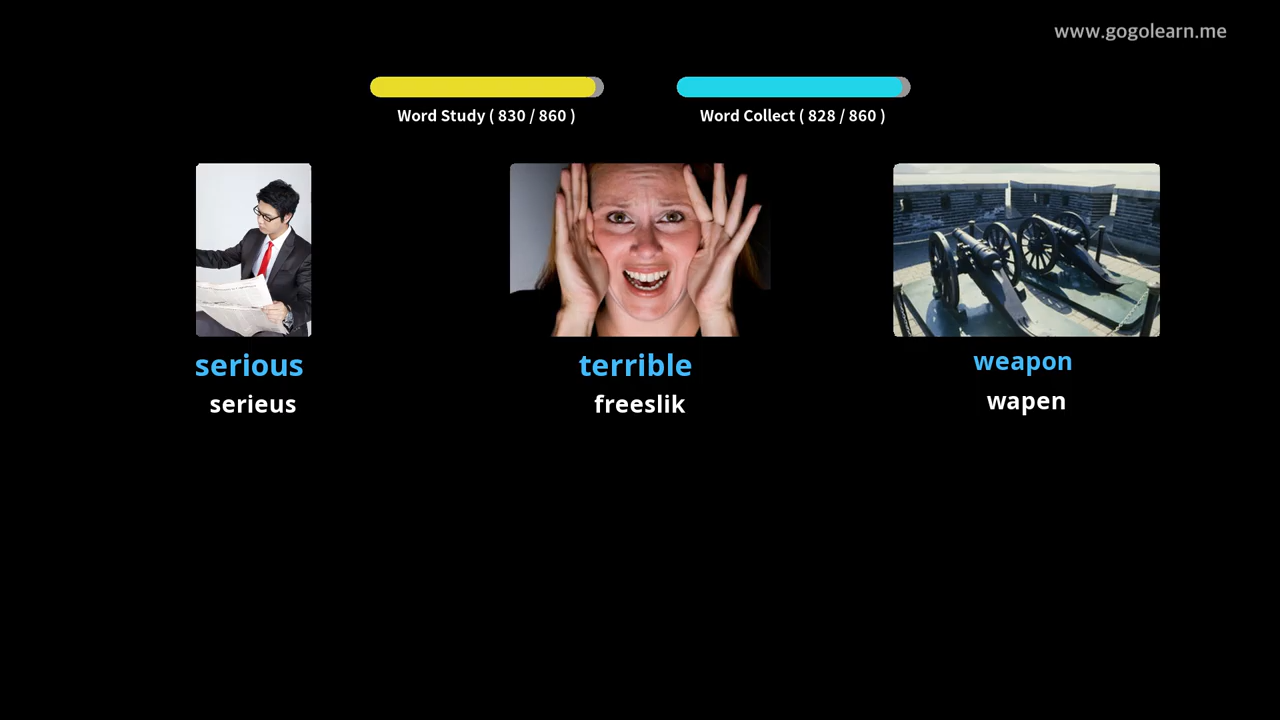 www.gogolearn.me
Word Study ( 830 / 860 )
Word Collect ( 828 / 860 )
serious
serieus
terrible
freeslik
weapon
wapen